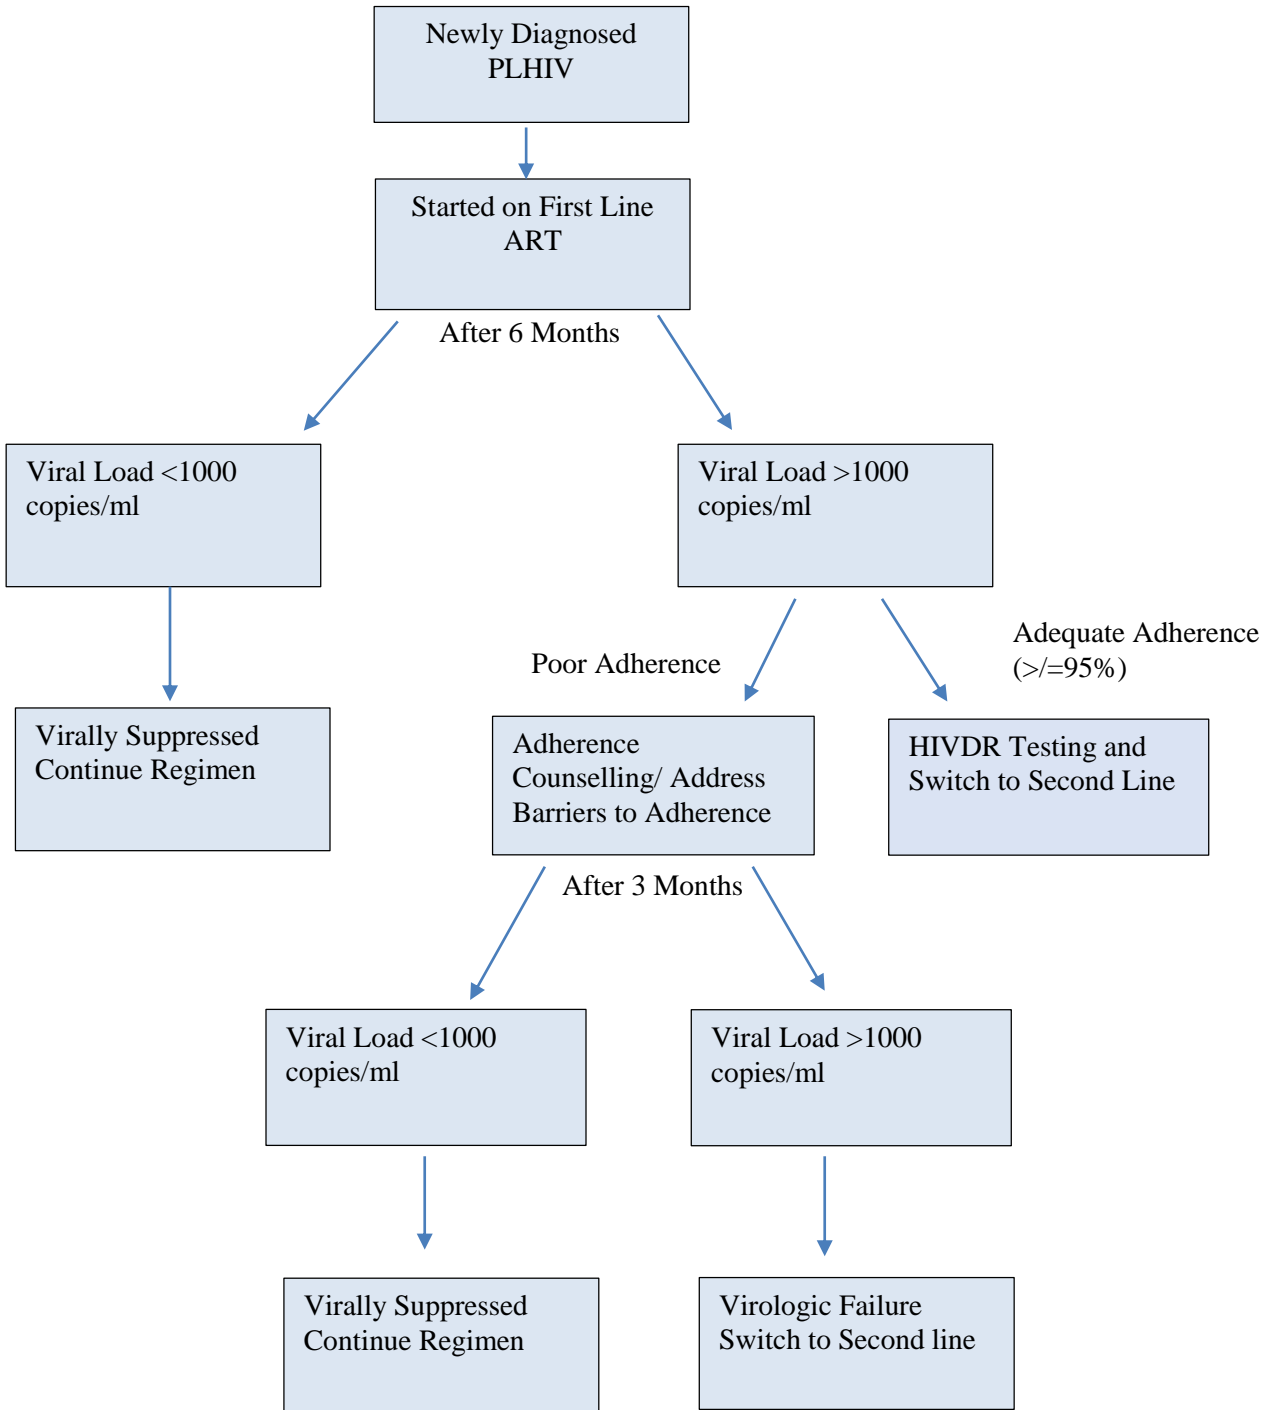 Newly Diagnosed
PLHIV
Started on First Line
ART
After 6 Months
Viral Load <1000
copies/ml
Viral Load >1000
copies/ml
Poor Adherence
Adequate Adherence
(>/=95%)
Virally Suppressed
Continue Regimen
Adherence
Counselling/ Address
Barriers to Adherence
HIVDR Testing and
Switch to Second Line
After 3 Months
Viral Load <1000
copies/ml
Viral Load >1000
copies/ml
Virally Suppressed
Continue Regimen
Virologic Failure
Switch to Second line